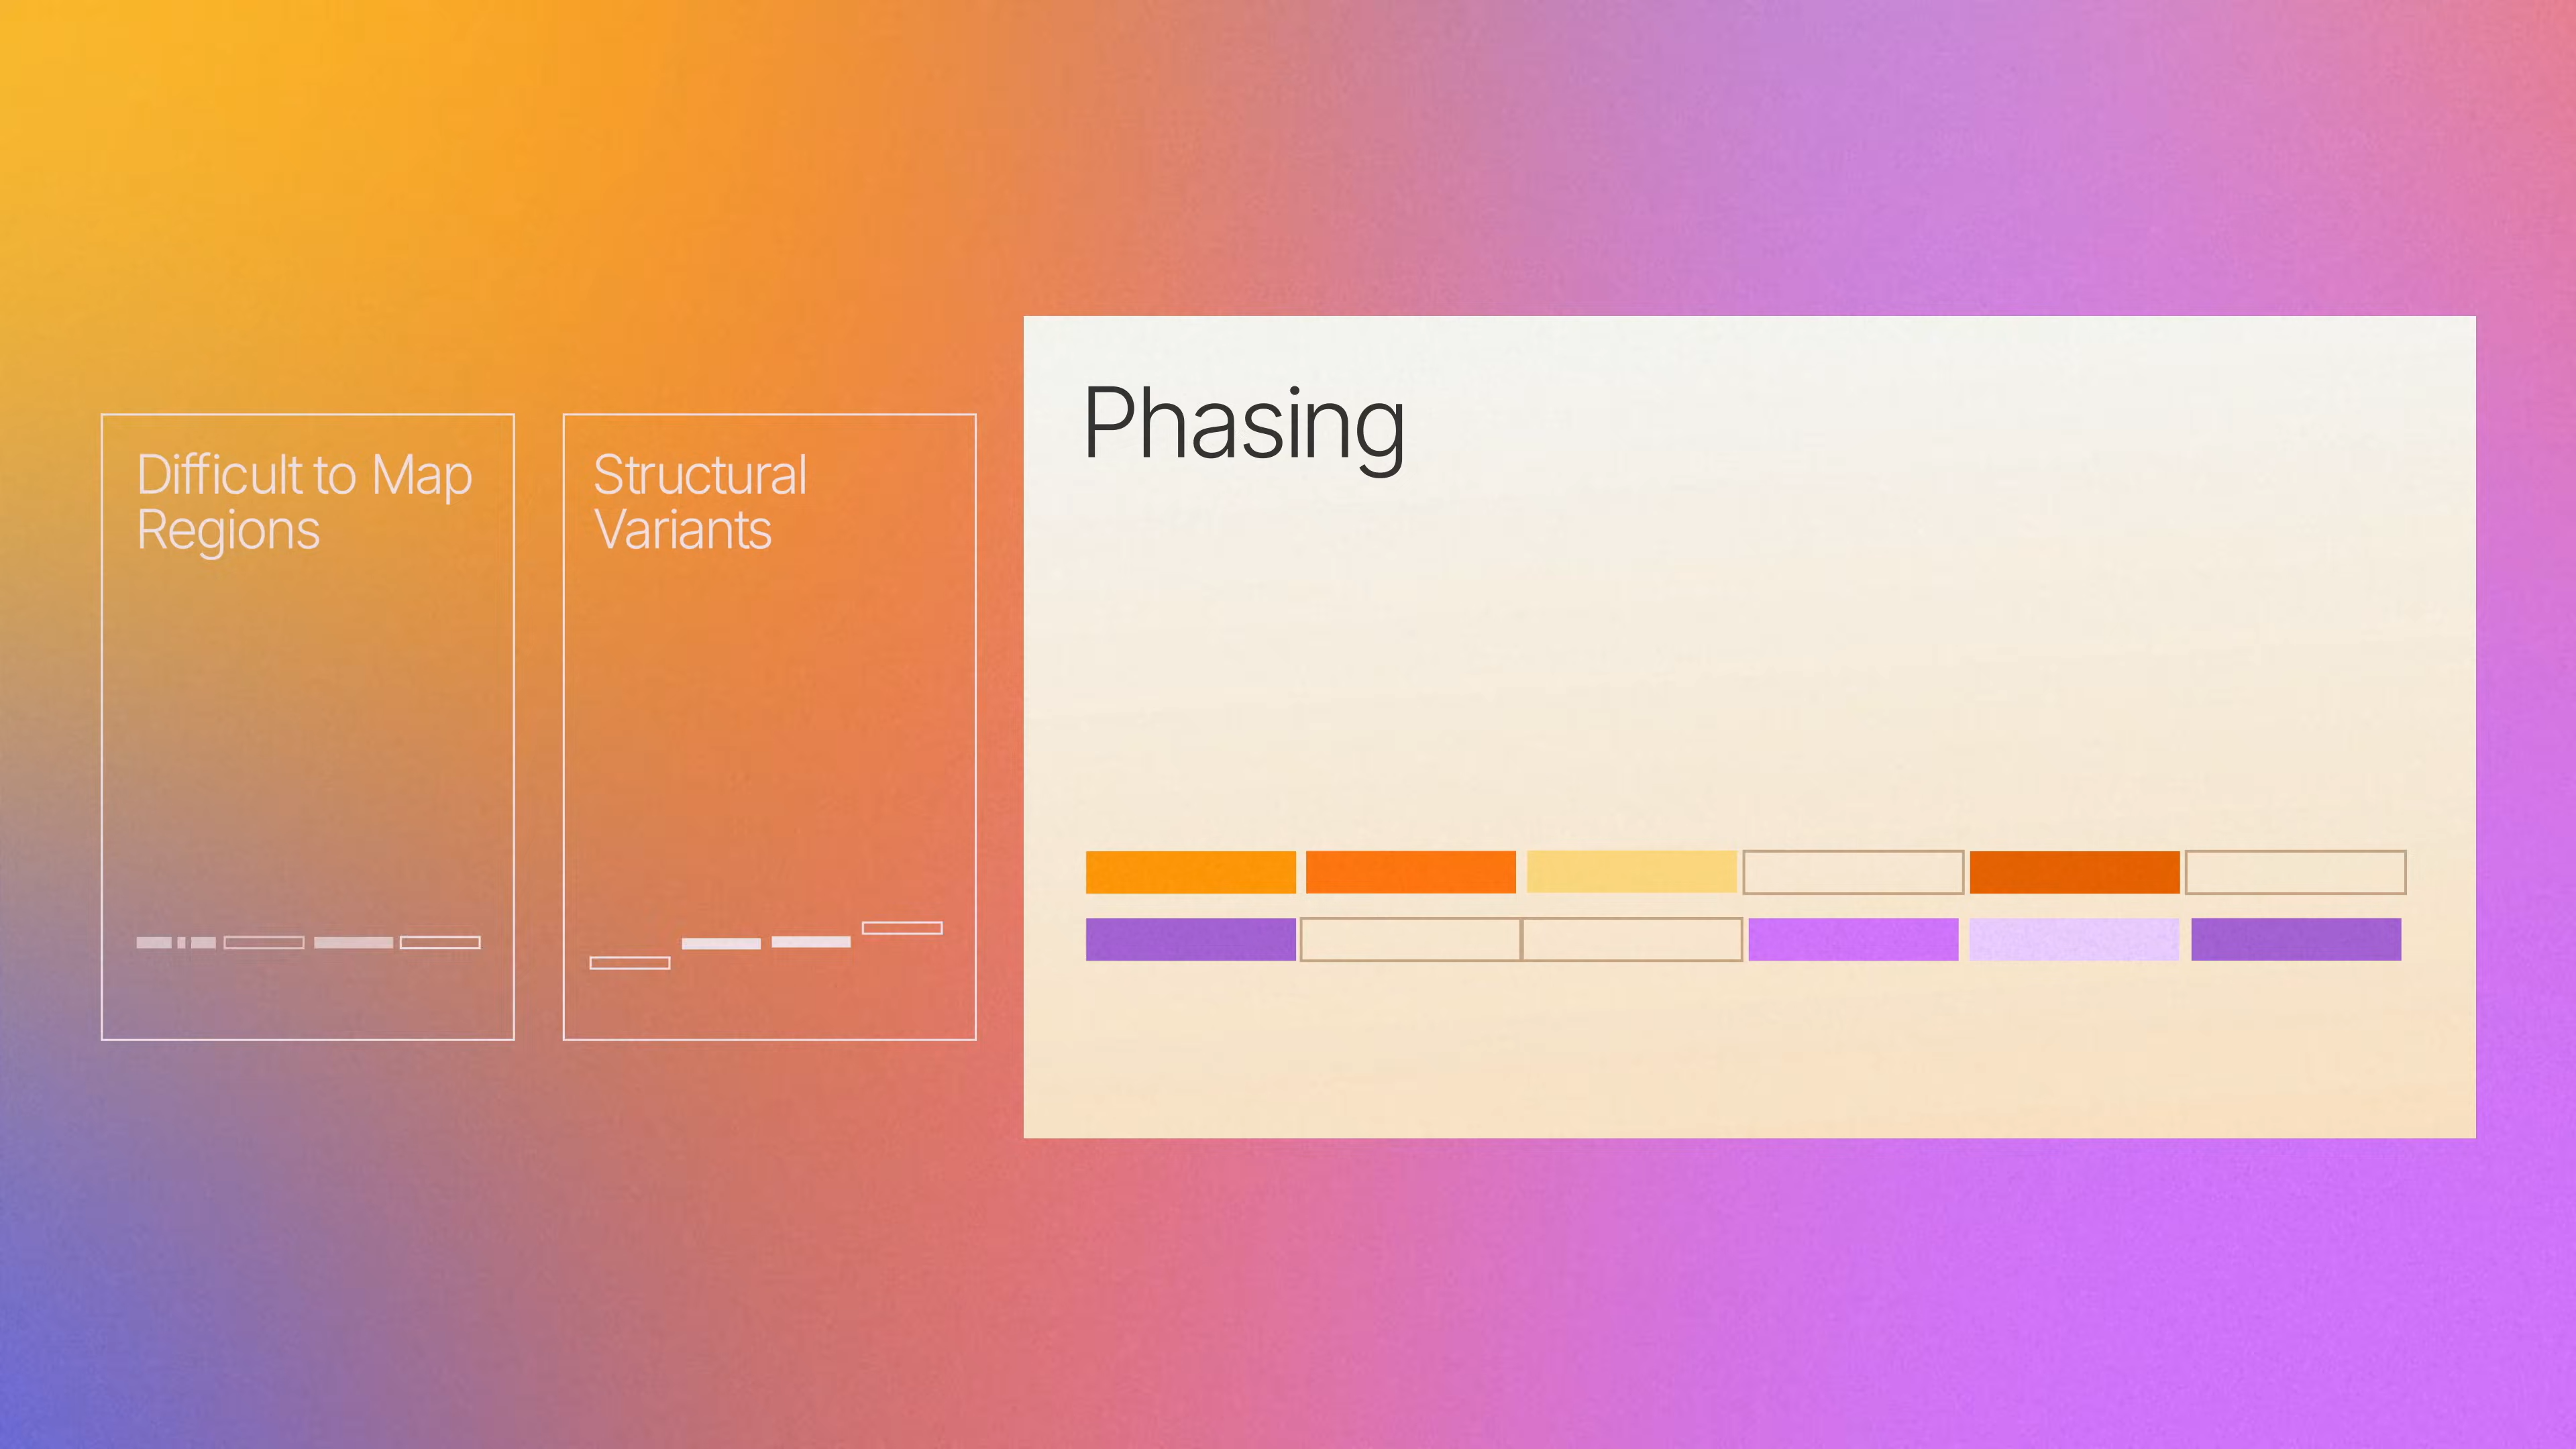 Difficult to Map
Regions
Structural
Variants
Phasing